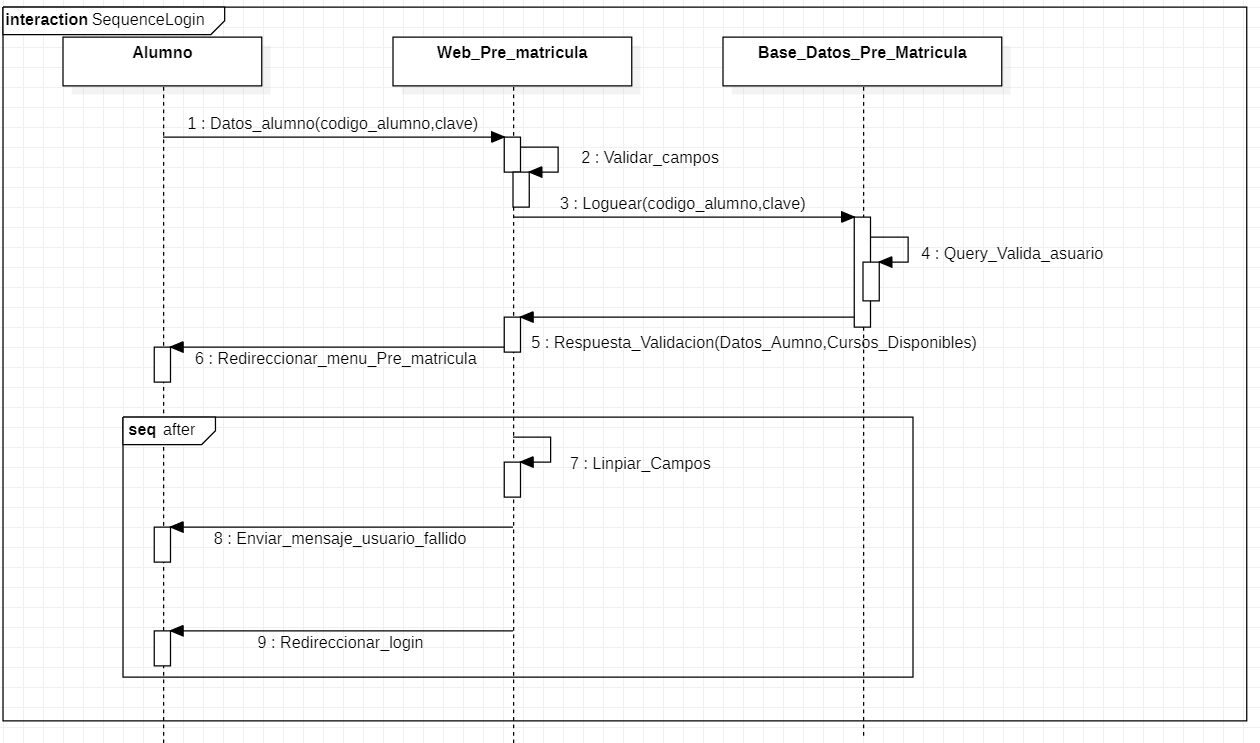 interaction SequenceLogin
Alumno
Web_Pre_matricula
Base_Datos_Pre_Matricula
1 : Datos_alumno(codigo_alumno,clave)
2 : Validar_campos
3 : Loguear(codigo_alumno,clave)
4 : Query_Valida_asuario
5 : Respuesta_Validacion(Datos_Aumno,Cursos_Disponibles)
6 : Redireccionar_menu_Pre_matricula
seq after
7 : Linpiar_Campos
8 : Enviar_mensaje_usuario_fallido
9 : Redireccionar_login